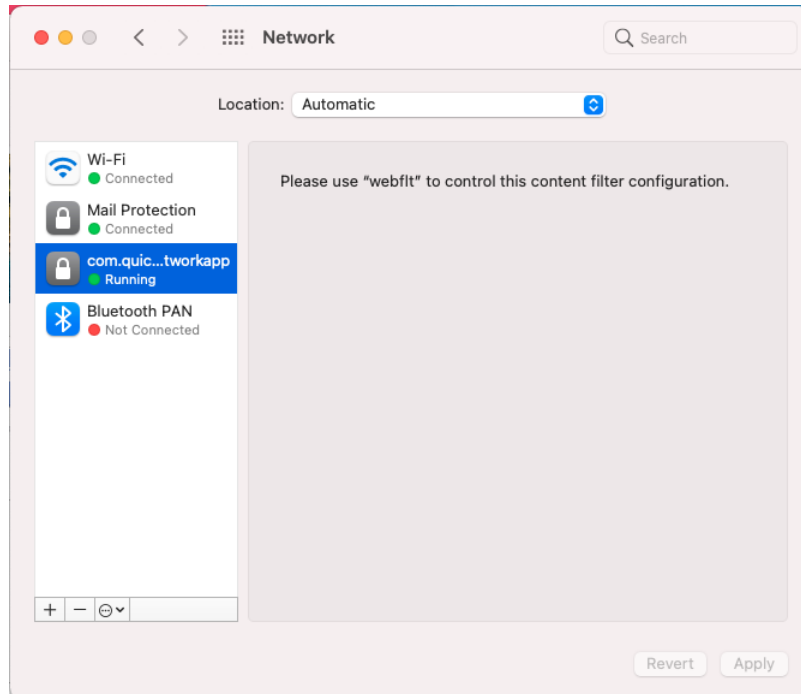 Network
Search
Location: Automatic
Wi-Fi
Connected
Mail Protection
Connected
com.quic...tworkapp
Running
Bluetooth PAN
Not Connected
Please use "webflt" to control this content filter configuration.
Revert Apply